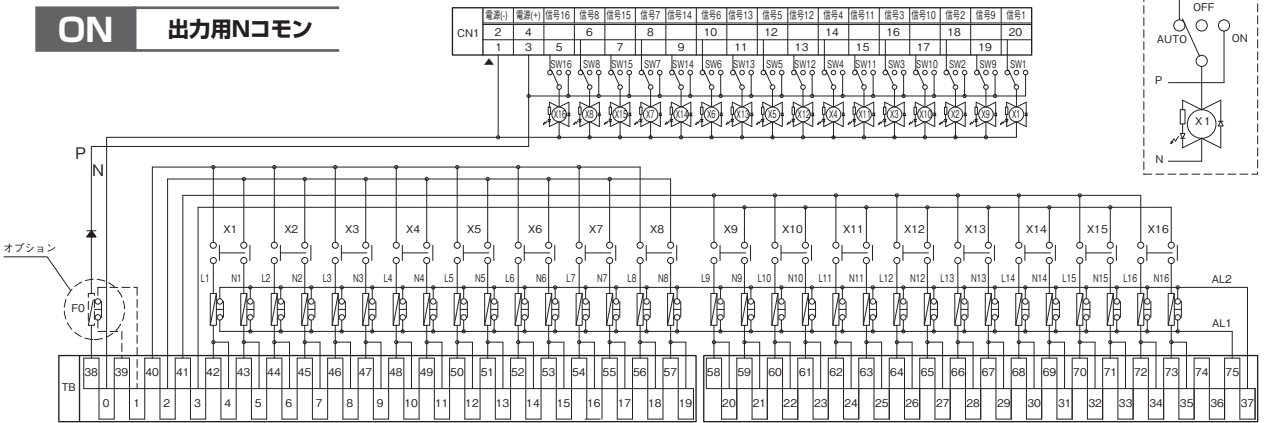 ON 出力用Nコモン
電源(-) 電源(+) 信号16 信号8 信号15 信号7 信号14 信号6 信号13 信号5 信号12 信号4 信号11 信号3 信号10 信号2 信号9 信号1
CN1
2 4 6 8 10 12 14 16 18 20
1 3 5 7 9 11 13 15 17 19
SW16 SW8 SW15 SW7 SW14 SW6 SW13 SW5 SW12 SW4 SW11 SW3 SW10 SW2 SW9 SW1
X16 X8 X15 X7 X14 X6 X13 X5 X12 X4 X11 X3 X10 X2 X9 X1
OFF
AUTO ON
P
X1
N
P
N
オプション
F0
X1 X2 X3 X4 X5 X6 X7 X8 X9 X10 X11 X12 X13 X14 X15 X16
L1 N1 L2 N2 L3 N3 L4 N4 L5 N5 L6 N6 L7 N7 L8 N8 L9 N9 L10 N10 L11 N11 L12 N12 L13 N13 L14 N14 L15 N15 L16 N16
AL2
AL1
TB
38 39 40 41 42 43 44 45 46 47 48 49 50 51 52 53 54 55 56 57 58 59 60 61 62 63 64 65 66 67 68 69 70 71 72 73 74 75
0 1 2 3 4 5 6 7 8 9 10 11 12 13 14 15 16 17 18 19 20 21 22 23 24 25 26 27 28 29 30 31 32 33 34 35 36 37